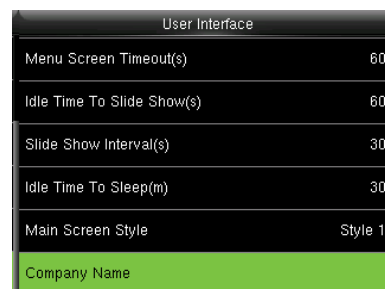 User Interface
Menu Screen Timeout(s) 60
Idle Time To Slide Show(s) 60
Slide Show Interval(s) 30
Idle Time To Sleep(m) 30
Main Screen Style Style 1
Company Name